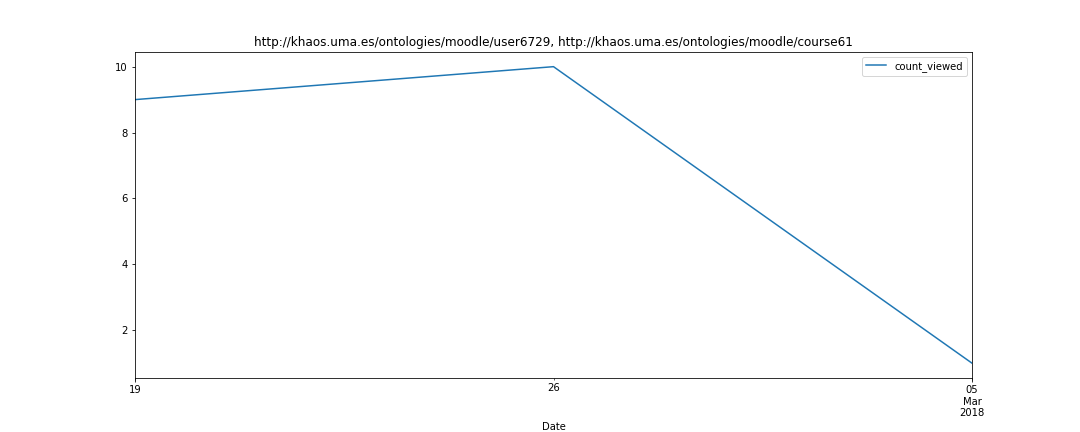 http://khaos.uma.es/ontologies/moodle/user6729, http://khaos.uma.es/ontologies/moodle/course61
count_viewed
10
8
6
4
2
19
26
05
Mar
2018
Date